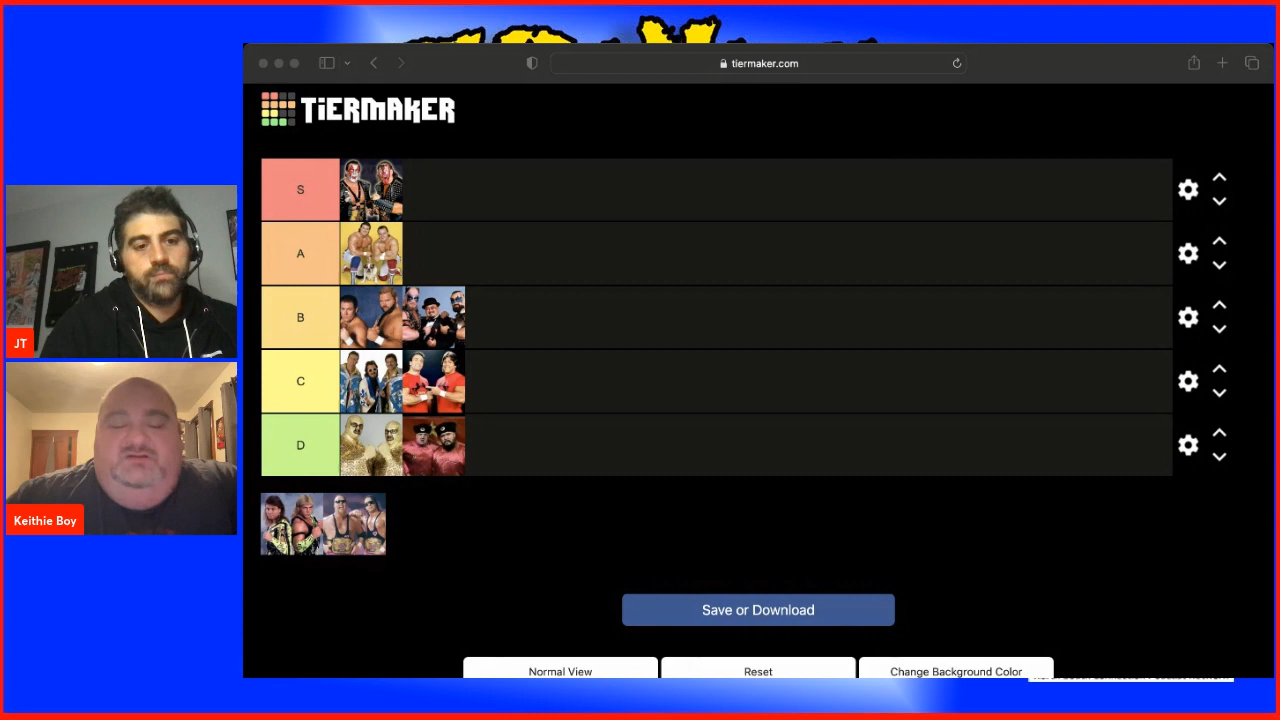 tiermaker.com
TIERMAKER
S
A
B
C
D
JT
Keithie Boy
Save or Download
Normal View
Reset
Change Background Color